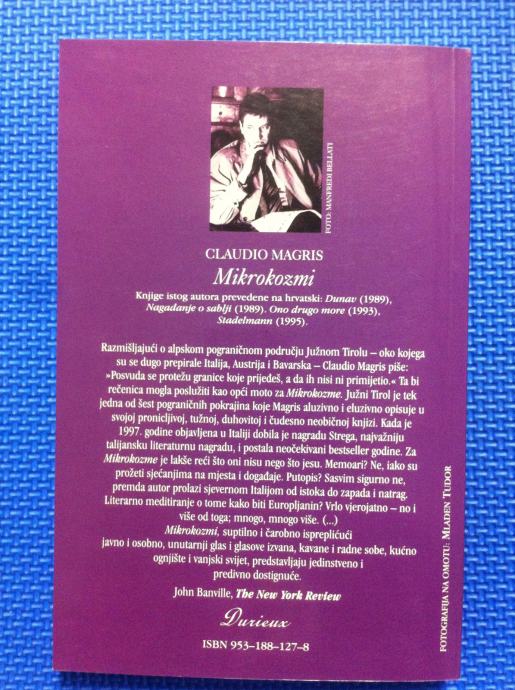 FOTO: MANFREDI BELLATI
CLAUDIO MAGRIS
Mikrokozmi
Knjige istog autora prevedene na hrvatski: Dunav (1989),
Nagađanje o sablji (1989). Ono drugo more (1993),
Stadelmann (1995).
Razmišljajući o alpskom pograničnom području Južnom Tirolu – oko kojega
su se dugo prepirale Italija, Austrija i Bavarska – Claudio Magris piše:
»Posvuda se protežu granice koje prijeđeš, a da ih nisi ni primijetio.« Ta bi
rečenica mogla poslužiti kao opći moto za Mikrokozme. Južni Tirol je tek
jedna od šest pograničnih pokrajina koje Magris aluzivno i eluzivno opisuje u
svojoj pronicljivoj, tužnoj, duhovitoj i čudesno neobičnoj knjizi. Kada je
1997. godine objavljena u Italiji dobila je nagradu Strega, najvažniju
talijansku literaturnu nagradu, i postala neočekivani bestseller godine. Za
Mikrokozme je lakše reći što oni nisu nego što jesu. Memoari? Ne, iako su
prožeti sjećanjima na mjesta i događaje. Putopis? Sasvim sigurno ne,
premda autor prolazi sjevernom Italijom od istoka do zapada i natrag.
Literarno meditiranje o tome kako biti Europljanin? Vrlo vjerojatno – no i
više od toga; mnogo, mnogo više. (...)
Mikrokozmi, suptilno i čarobno isprepličući
javno i osobno, unutarnji glas i glasove izvana, kavane i radne sobe, kućno
ognjište i vanjski svijet, predstavljaju jedinstveno i
predivno dostignuće.
John Banville, The New York Review
Durieux
ISBN 953–188–127–8
FOTOGRAFIJA NA OMOTU: MLADEN TUDOR